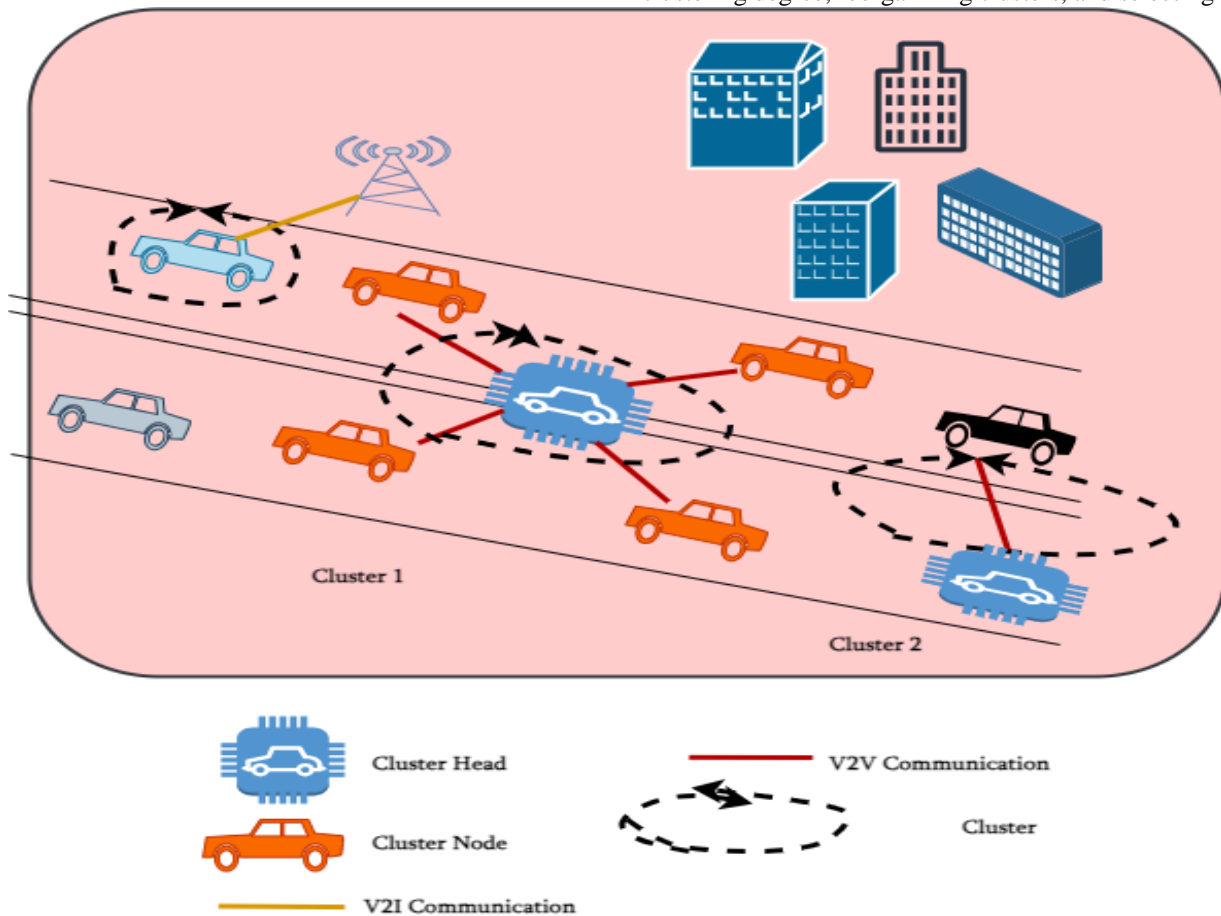 Cluster 1
Cluster 2
Cluster Head
V2V Communication
Cluster Node
Cluster
V2I Communication